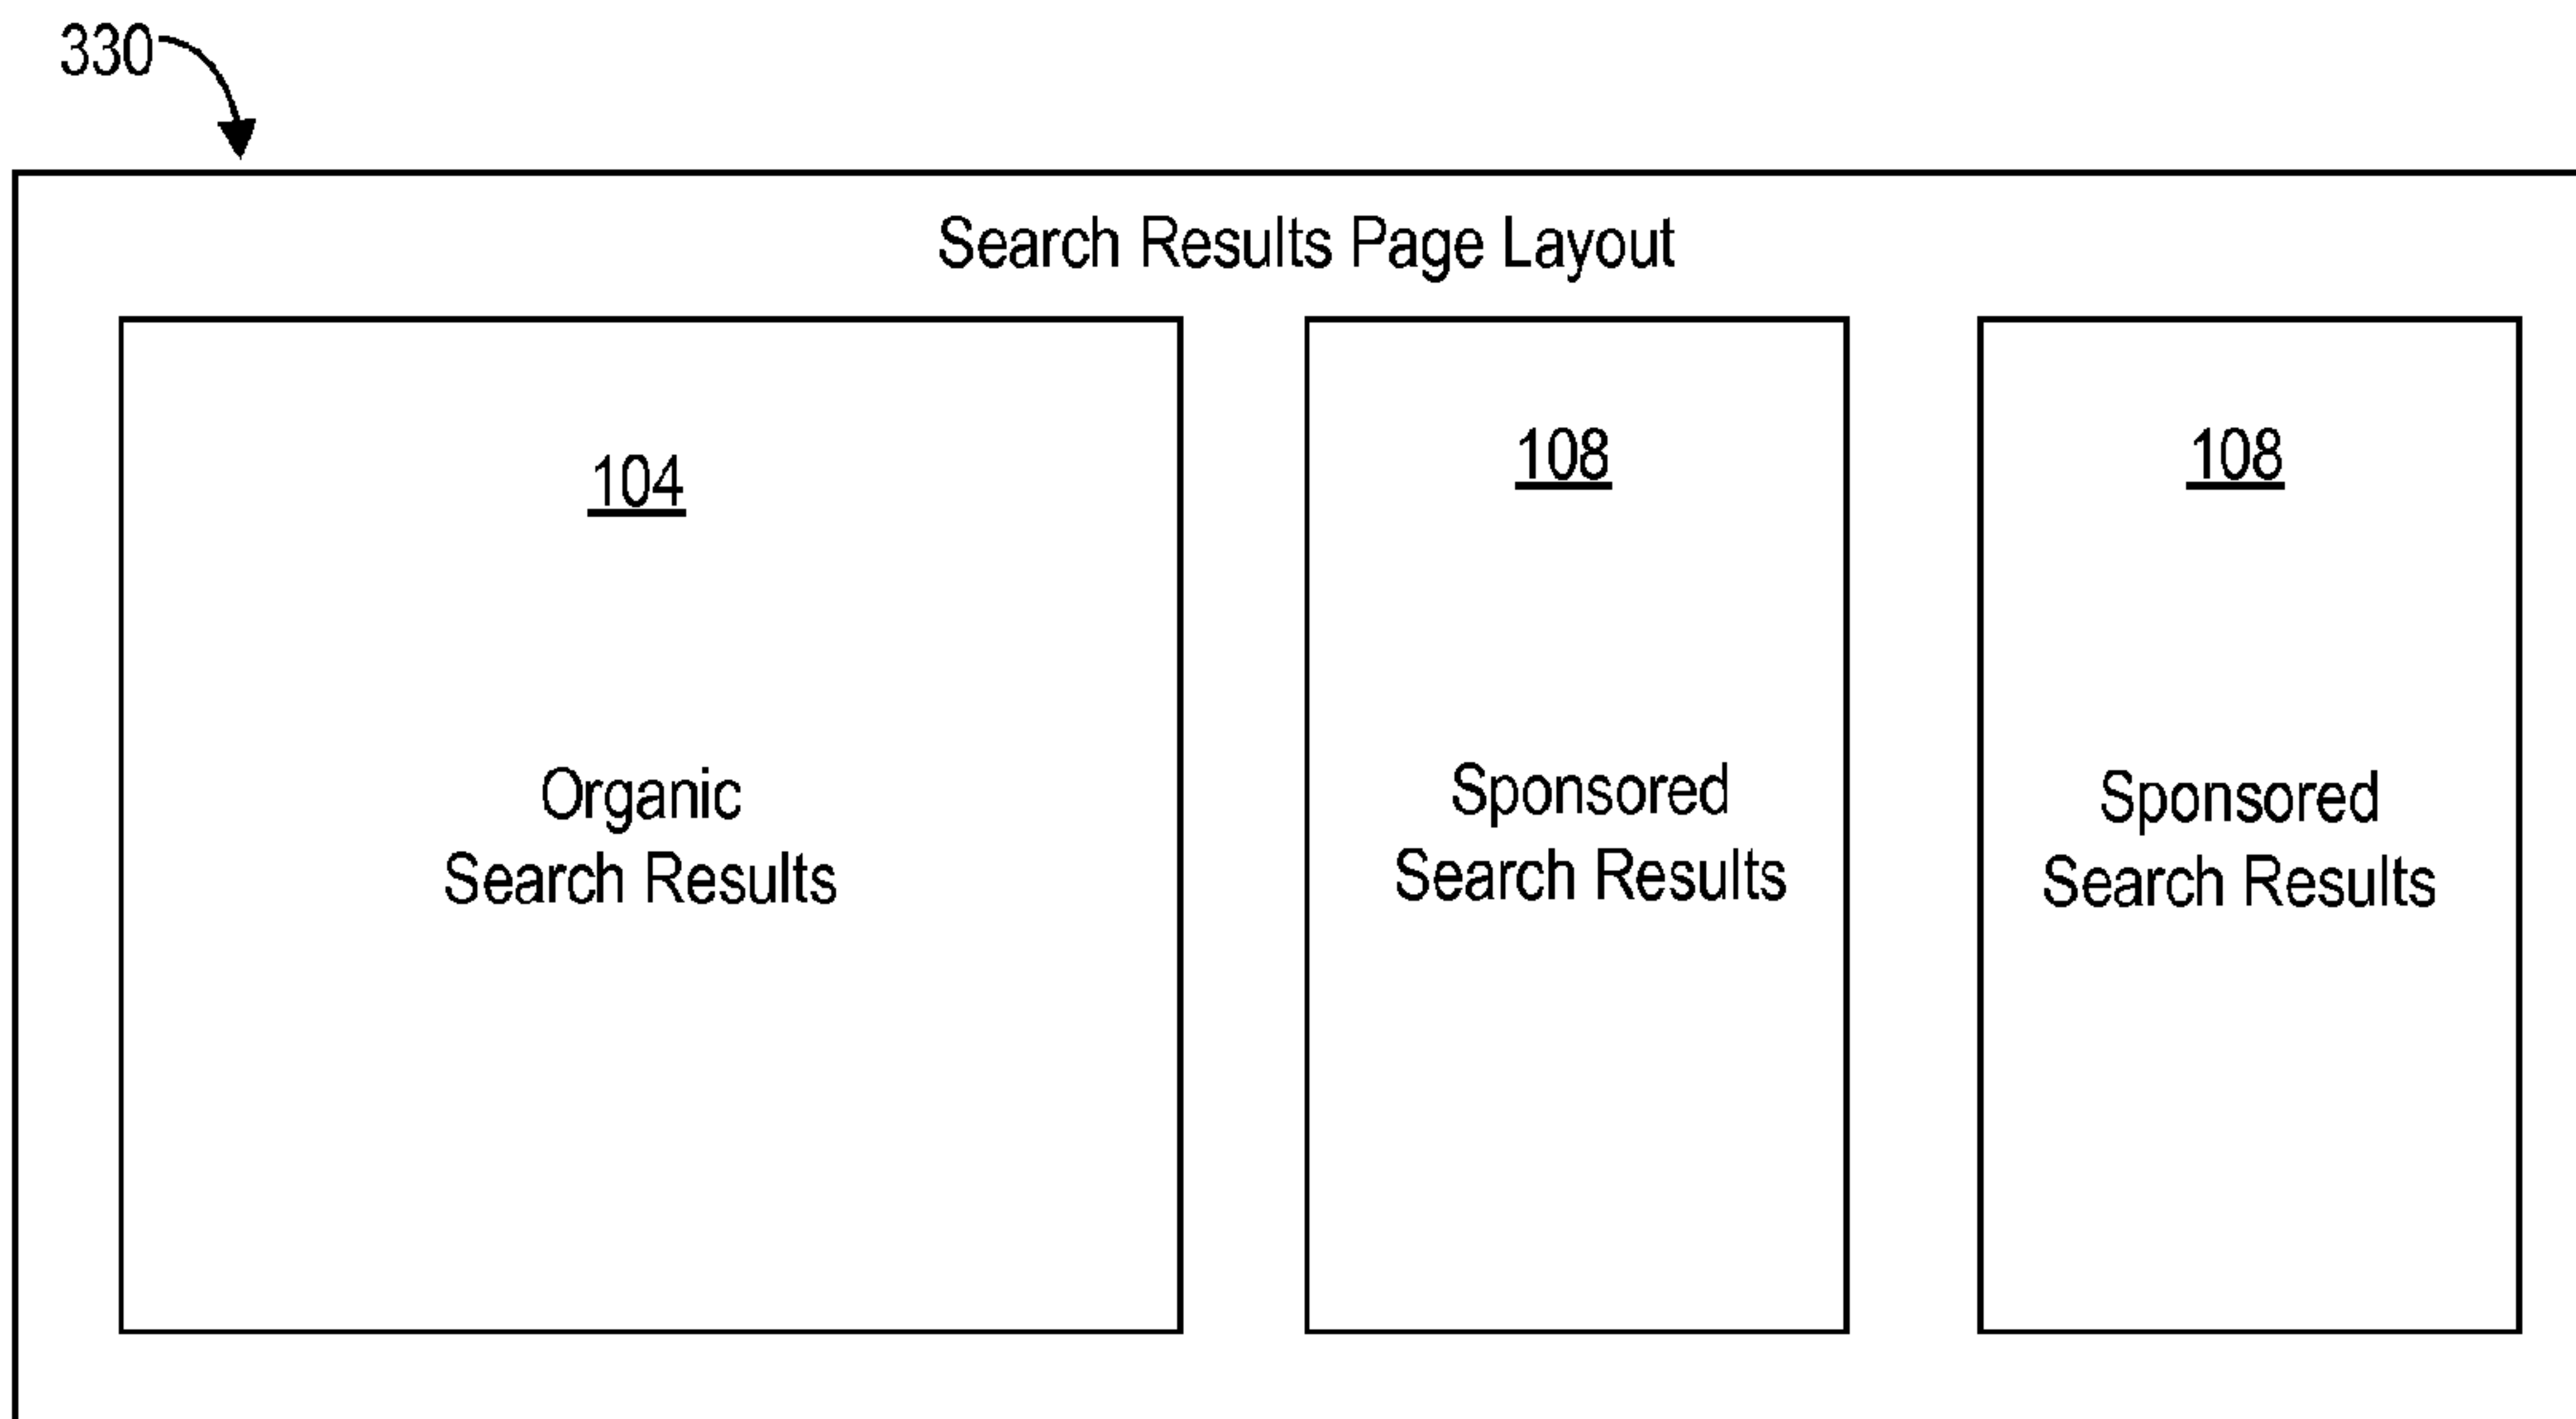 330
Search Results Page Layout
104
Organic
Search Results
108
Sponsored
Search Results
108
Sponsored
Search Results